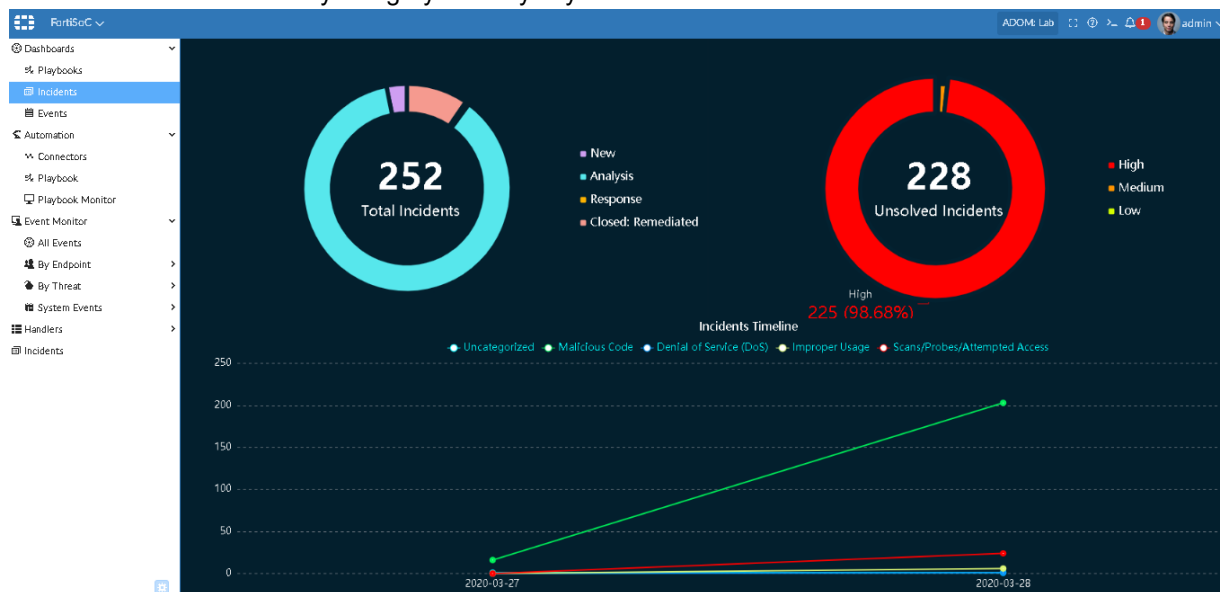 FortiSoC
ADOM: Lab
1
admin
Dashboards
Playbooks
Incidents
Events
Automation
Connectors
Playbook
Playbook Monitor
Event Monitor
All Events
By Endpoint
By Threat
System Events
Handlers
Incidents
252
Total Incidents
New
Analysis
Response
Closed: Remediated
228
Unsolved Incidents
High
Medium
Low
High
225 (98.68%)
Incidents Timeline
Uncategorized Malicious Code Denial of Service (DoS) Improper Usage Scans/Probes/Attempted Access
250
200
150
100
50
0
2020-03-27
2020-03-28